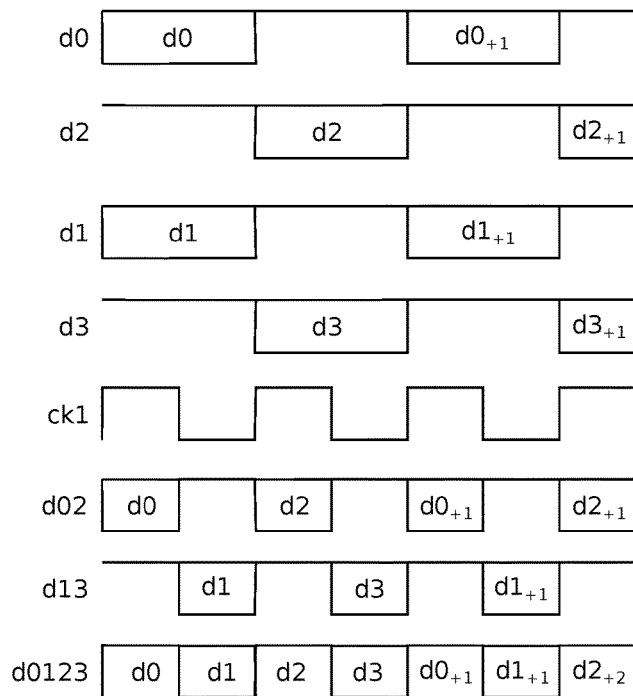 d0 d0 d0₊₁
d2 d2 d2₊₁
d1 d1 d1₊₁
d3 d3 d3₊₁
ck1
d02 d0 d2 d0₊₁ d2₊₁
d13 d1 d3 d1₊₁
d0123 d0 d1 d2 d3 d0₊₁ d1₊₁ d2₊₂